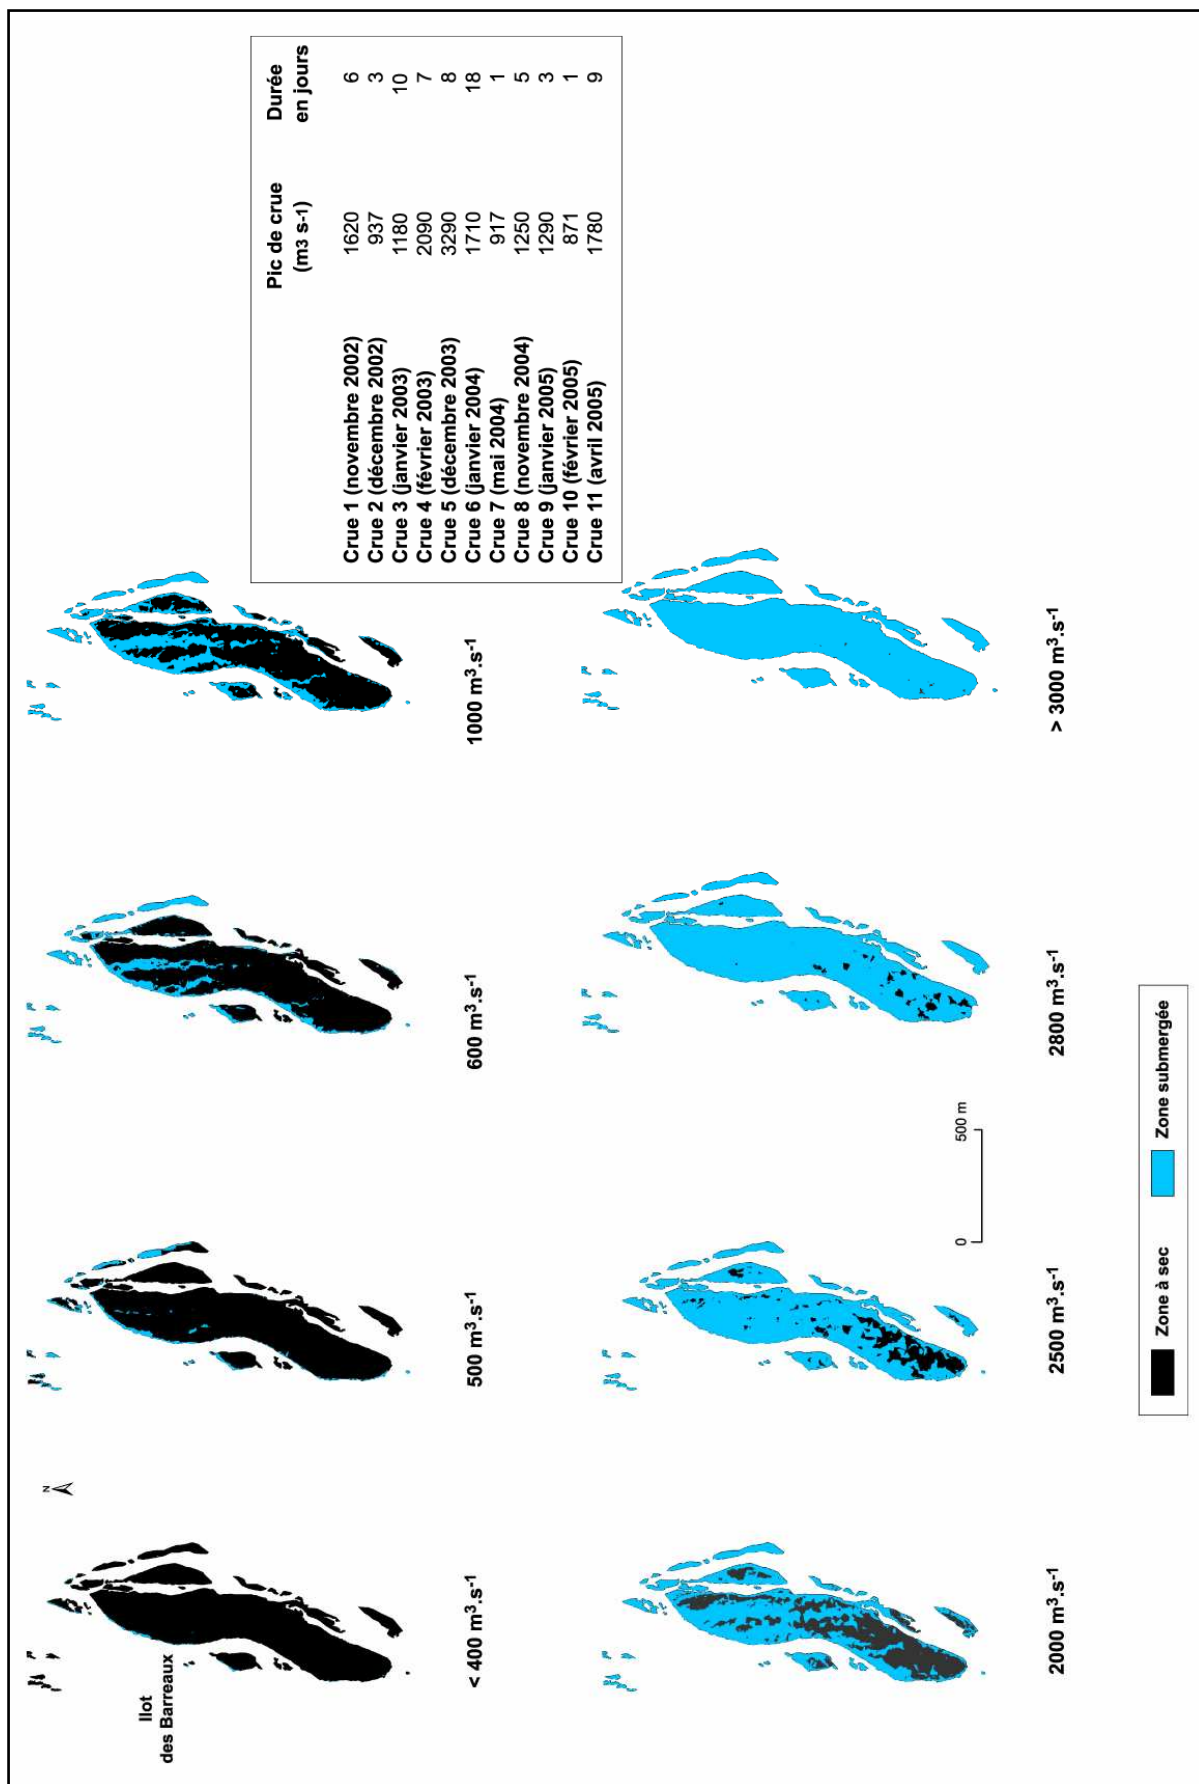 N
Ilot
des Barreaux
< 400 m³.s-¹
500 m³.s-¹
600 m³.s-¹
1000 m³.s-¹
Pic de crue Durée
(m3 s-1) en jours
Crue 1 (novembre 2002) 1620 6
Crue 2 (décembre 2002) 937 3
Crue 3 (janvier 2003) 1180 10
Crue 4 (février 2003) 2090 7
Crue 5 (décembre 2003) 3290 8
Crue 6 (janvier 2004) 1710 18
Crue 7 (mai 2004) 917 1
Crue 8 (novembre 2004) 1250 5
Crue 9 (janvier 2005) 1290 3
Crue 10 (février 2005) 871 1
Crue 11 (avril 2005) 1780 9
2000 m³.s-¹
2500 m³.s-¹
2800 m³.s-¹
> 3000 m³.s-¹
0 500 m
Zone à sec Zone submergée